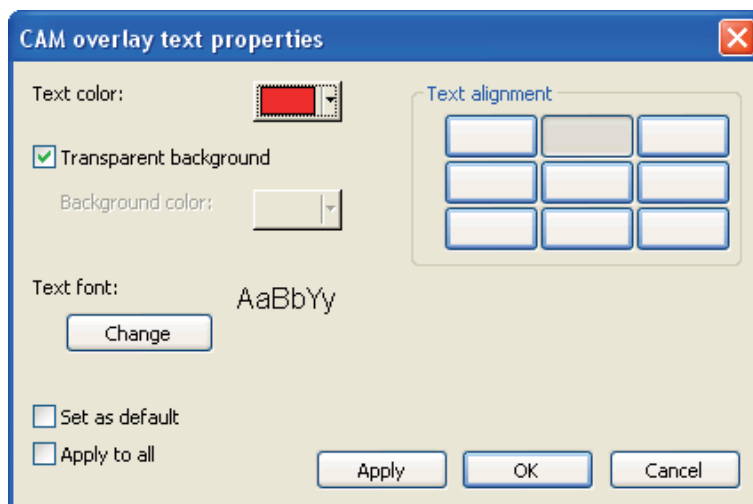 CAM overlay text properties
Text color:
Text alignment
Transparent background
Background color:
Text font:
AaBbYy
Change
Set as default
Apply to all
Apply
OK
Cancel